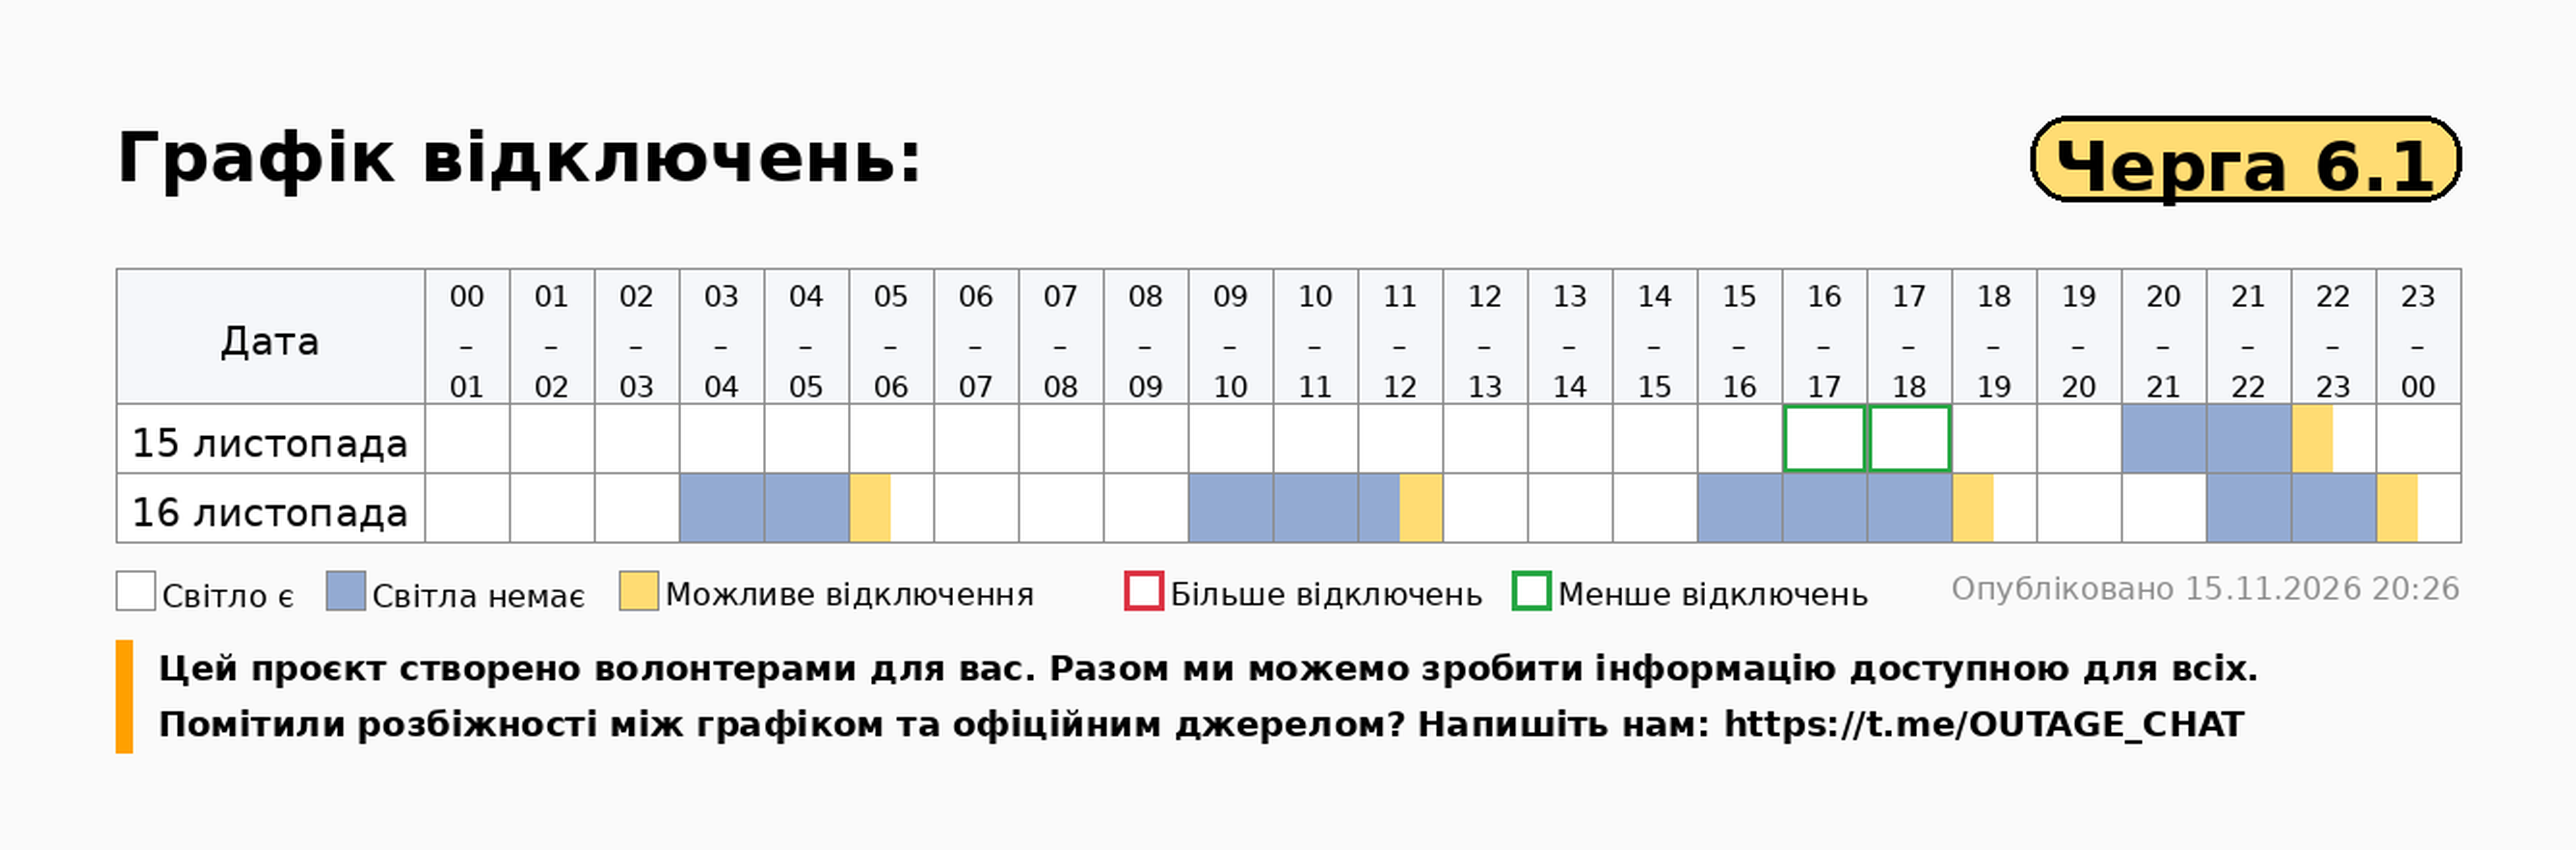 Графік відключень:
Черга 6.1
Дата
00 – 01
01 – 02
02 – 03
03 – 04
04 – 05
05 – 06
06 – 07
07 – 08
08 – 09
09 – 10
10 – 11
11 – 12
12 – 13
13 – 14
14 – 15
15 – 16
16 – 17
17 – 18
18 – 19
19 – 20
20 – 21
21 – 22
22 – 23
23 – 00
15 листопада
16 листопада
Світло є
Світла немає
Можливе відключення
Більше відключень
Менше відключень
Опубліковано 15.11.2026 20:26
Цей проєкт створено волонтерами для вас. Разом ми можемо зробити інформацію доступною для всіх.
Помітили розбіжності між графіком та офіційним джерелом? Напишіть нам: https://t.me/OUTAGE_CHAT